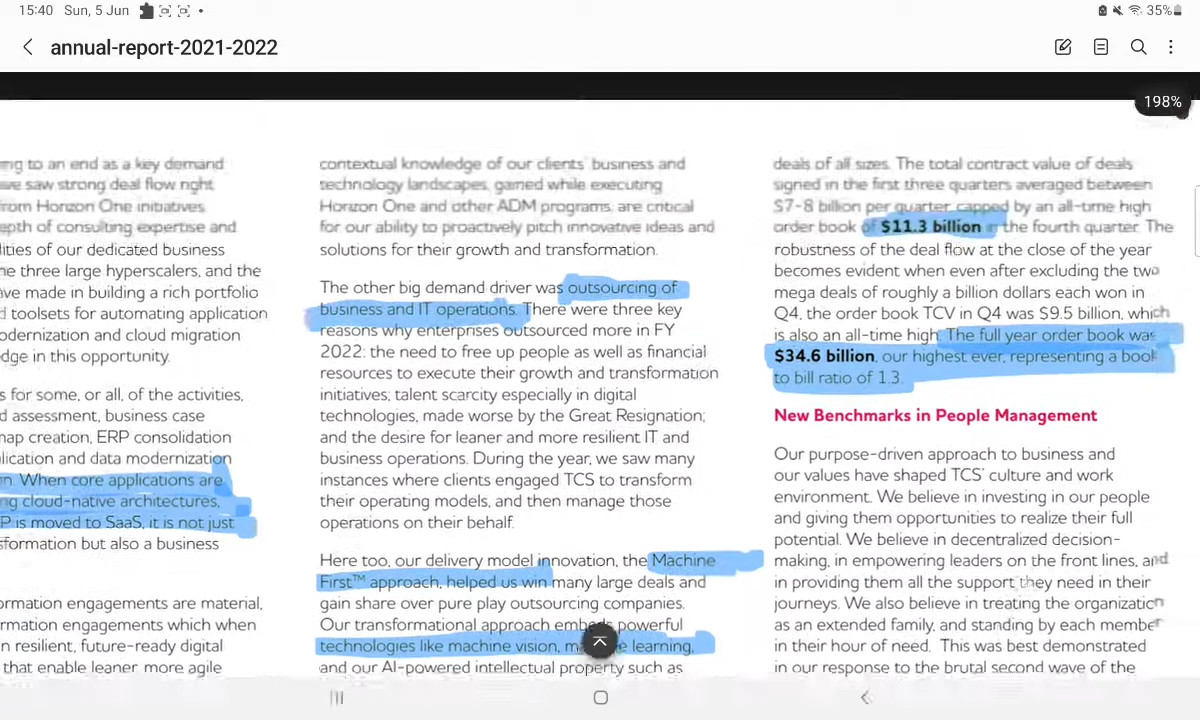 15:40 Sun, 5 Jun
35%
annual-report-2021-2022
198%
ing to an end as a key demand
we saw strong deal flow right
from Horizon One initiatives
epth of consulting expertise and
lities of our dedicated business
he three large hyperscalers, and the
ave made in building a rich portfolio
d toolsets for automating application
odernization and cloud migration
dge in this opportunity.
s for some, or all, of the activities,
d assessment, business case
map creation, ERP consolidation
lication and data modernization
n. When core applications are
ng cloud-native architectures,
P is moved to SaaS, it is not just
sformation but also a business
ormation engagements are material,
rmation engagements which when
n resilient, future-ready digital
that enable leaner, more agile
contextual knowledge of our clients' business and
technology landscapes, gained while executing
Horizon One and other ADM programs, are critical
for our ability to proactively pitch innovative ideas and
solutions for their growth and transformation.
The other big demand driver was outsourcing of
business and IT operations. There were three key
reasons why enterprises outsourced more in FY
2022: the need to free up people as well as financial
resources to execute their growth and transformation
initiatives; talent scarcity especially in digital
technologies, made worse by the Great Resignation;
and the desire for leaner and more resilient IT and
business operations. During the year, we saw many
instances where clients engaged TCS to transform
their operating models, and then manage those
operations on their behalf.
Here too, our delivery model innovation, the Machine
First™ approach, helped us win many large deals and
gain share over pure play outsourcing companies.
Our transformational approach embeds powerful
technologies like machine vision, ma e learning,
and our AI-powered intellectual property such as
deals of all sizes. The total contract value of deals
signed in the first three quarters averaged between
$7-8 billion per quarter, capped by an all-time high
order book of $11.3 billion in the fourth quarter. The
robustness of the deal flow at the close of the year
becomes evident when even after excluding the two
mega deals of roughly a billion dollars each won in
Q4, the order book TCV in Q4 was $9.5 billion, which
is also an all-time high. The full year order book was
$34.6 billion, our highest ever, representing a book
to bill ratio of 1.3.
New Benchmarks in People Management
Our purpose-driven approach to business and
our values have shaped TCS' culture and work
environment. We believe in investing in our people
and giving them opportunities to realize their full
potential. We believe in decentralized decision-
making, in empowering leaders on the front lines, and
in providing them all the support they need in their
journeys. We also believe in treating the organization
as an extended family, and standing by each member
in their hour of need. This was best demonstrated
in our response to the brutal second wave of the